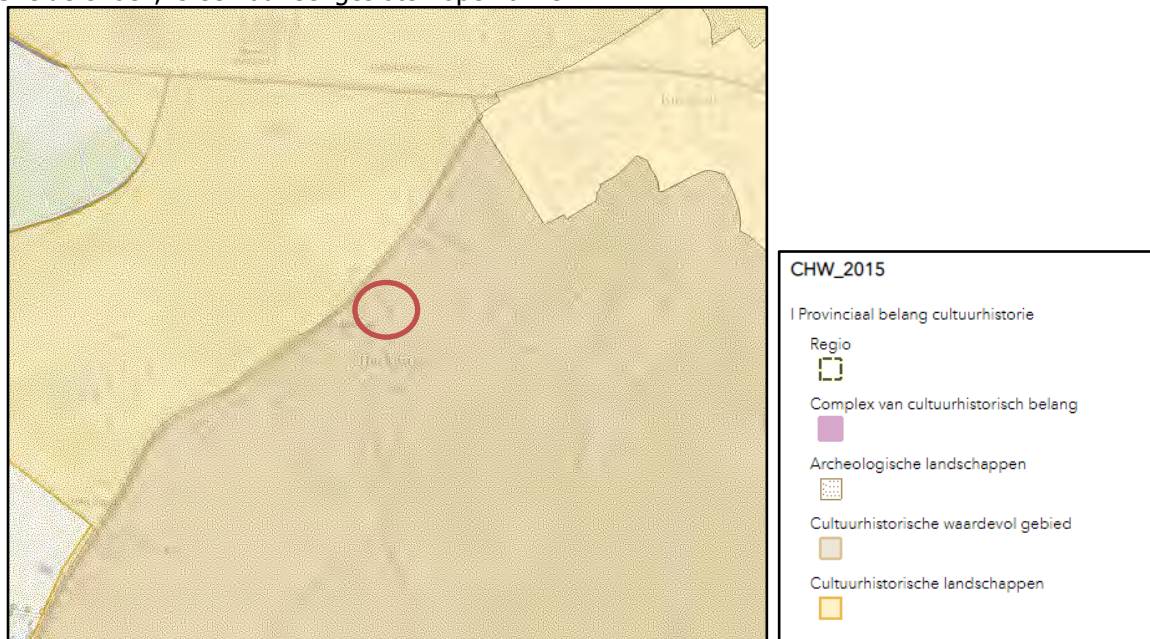 CHW_2015
I Provinciaal belang cultuurhistorie
Regio
Complex van cultuurhistorisch belang
Archeologische landschappen
Cultuurhistorische waardevol gebied
Cultuurhistorische landschappen